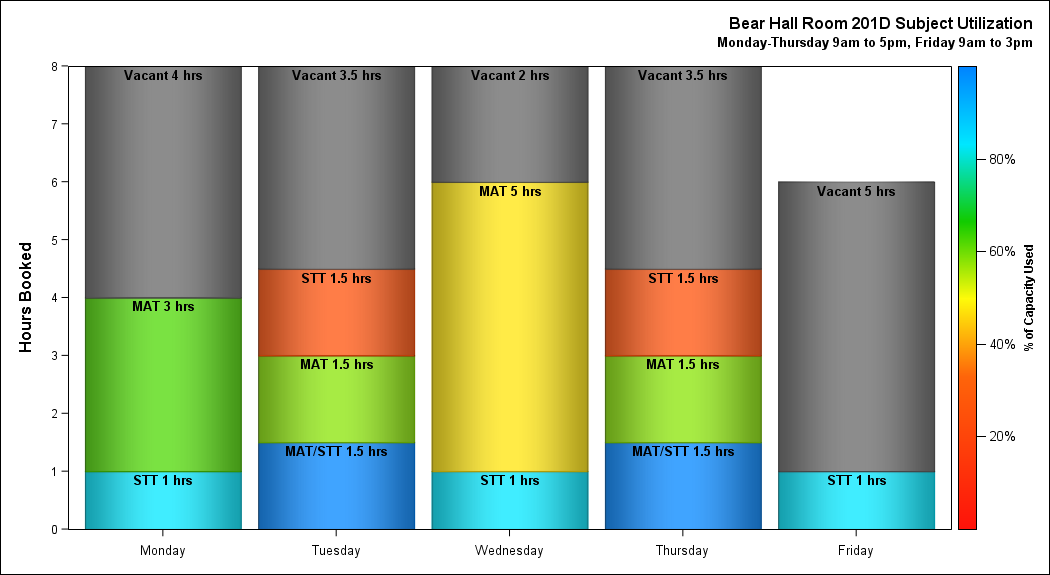 Bear Hall Room 201D Subject Utilization
Monday-Thursday 9am to 5pm, Friday 9am to 3pm
Hours Booked
8
7
6
5
4
3
2
1
0
Vacant 4 hrs
MAT 3 hrs
STT 1 hrs
Vacant 3.5 hrs
STT 1.5 hrs
MAT 1.5 hrs
MAT/STT 1.5 hrs
Vacant 2 hrs
MAT 5 hrs
STT 1 hrs
Vacant 3.5 hrs
STT 1.5 hrs
MAT 1.5 hrs
MAT/STT 1.5 hrs
Vacant 5 hrs
STT 1 hrs
Monday
Tuesday
Wednesday
Thursday
Friday
80%
60%
40%
20%
% of Capacity Used